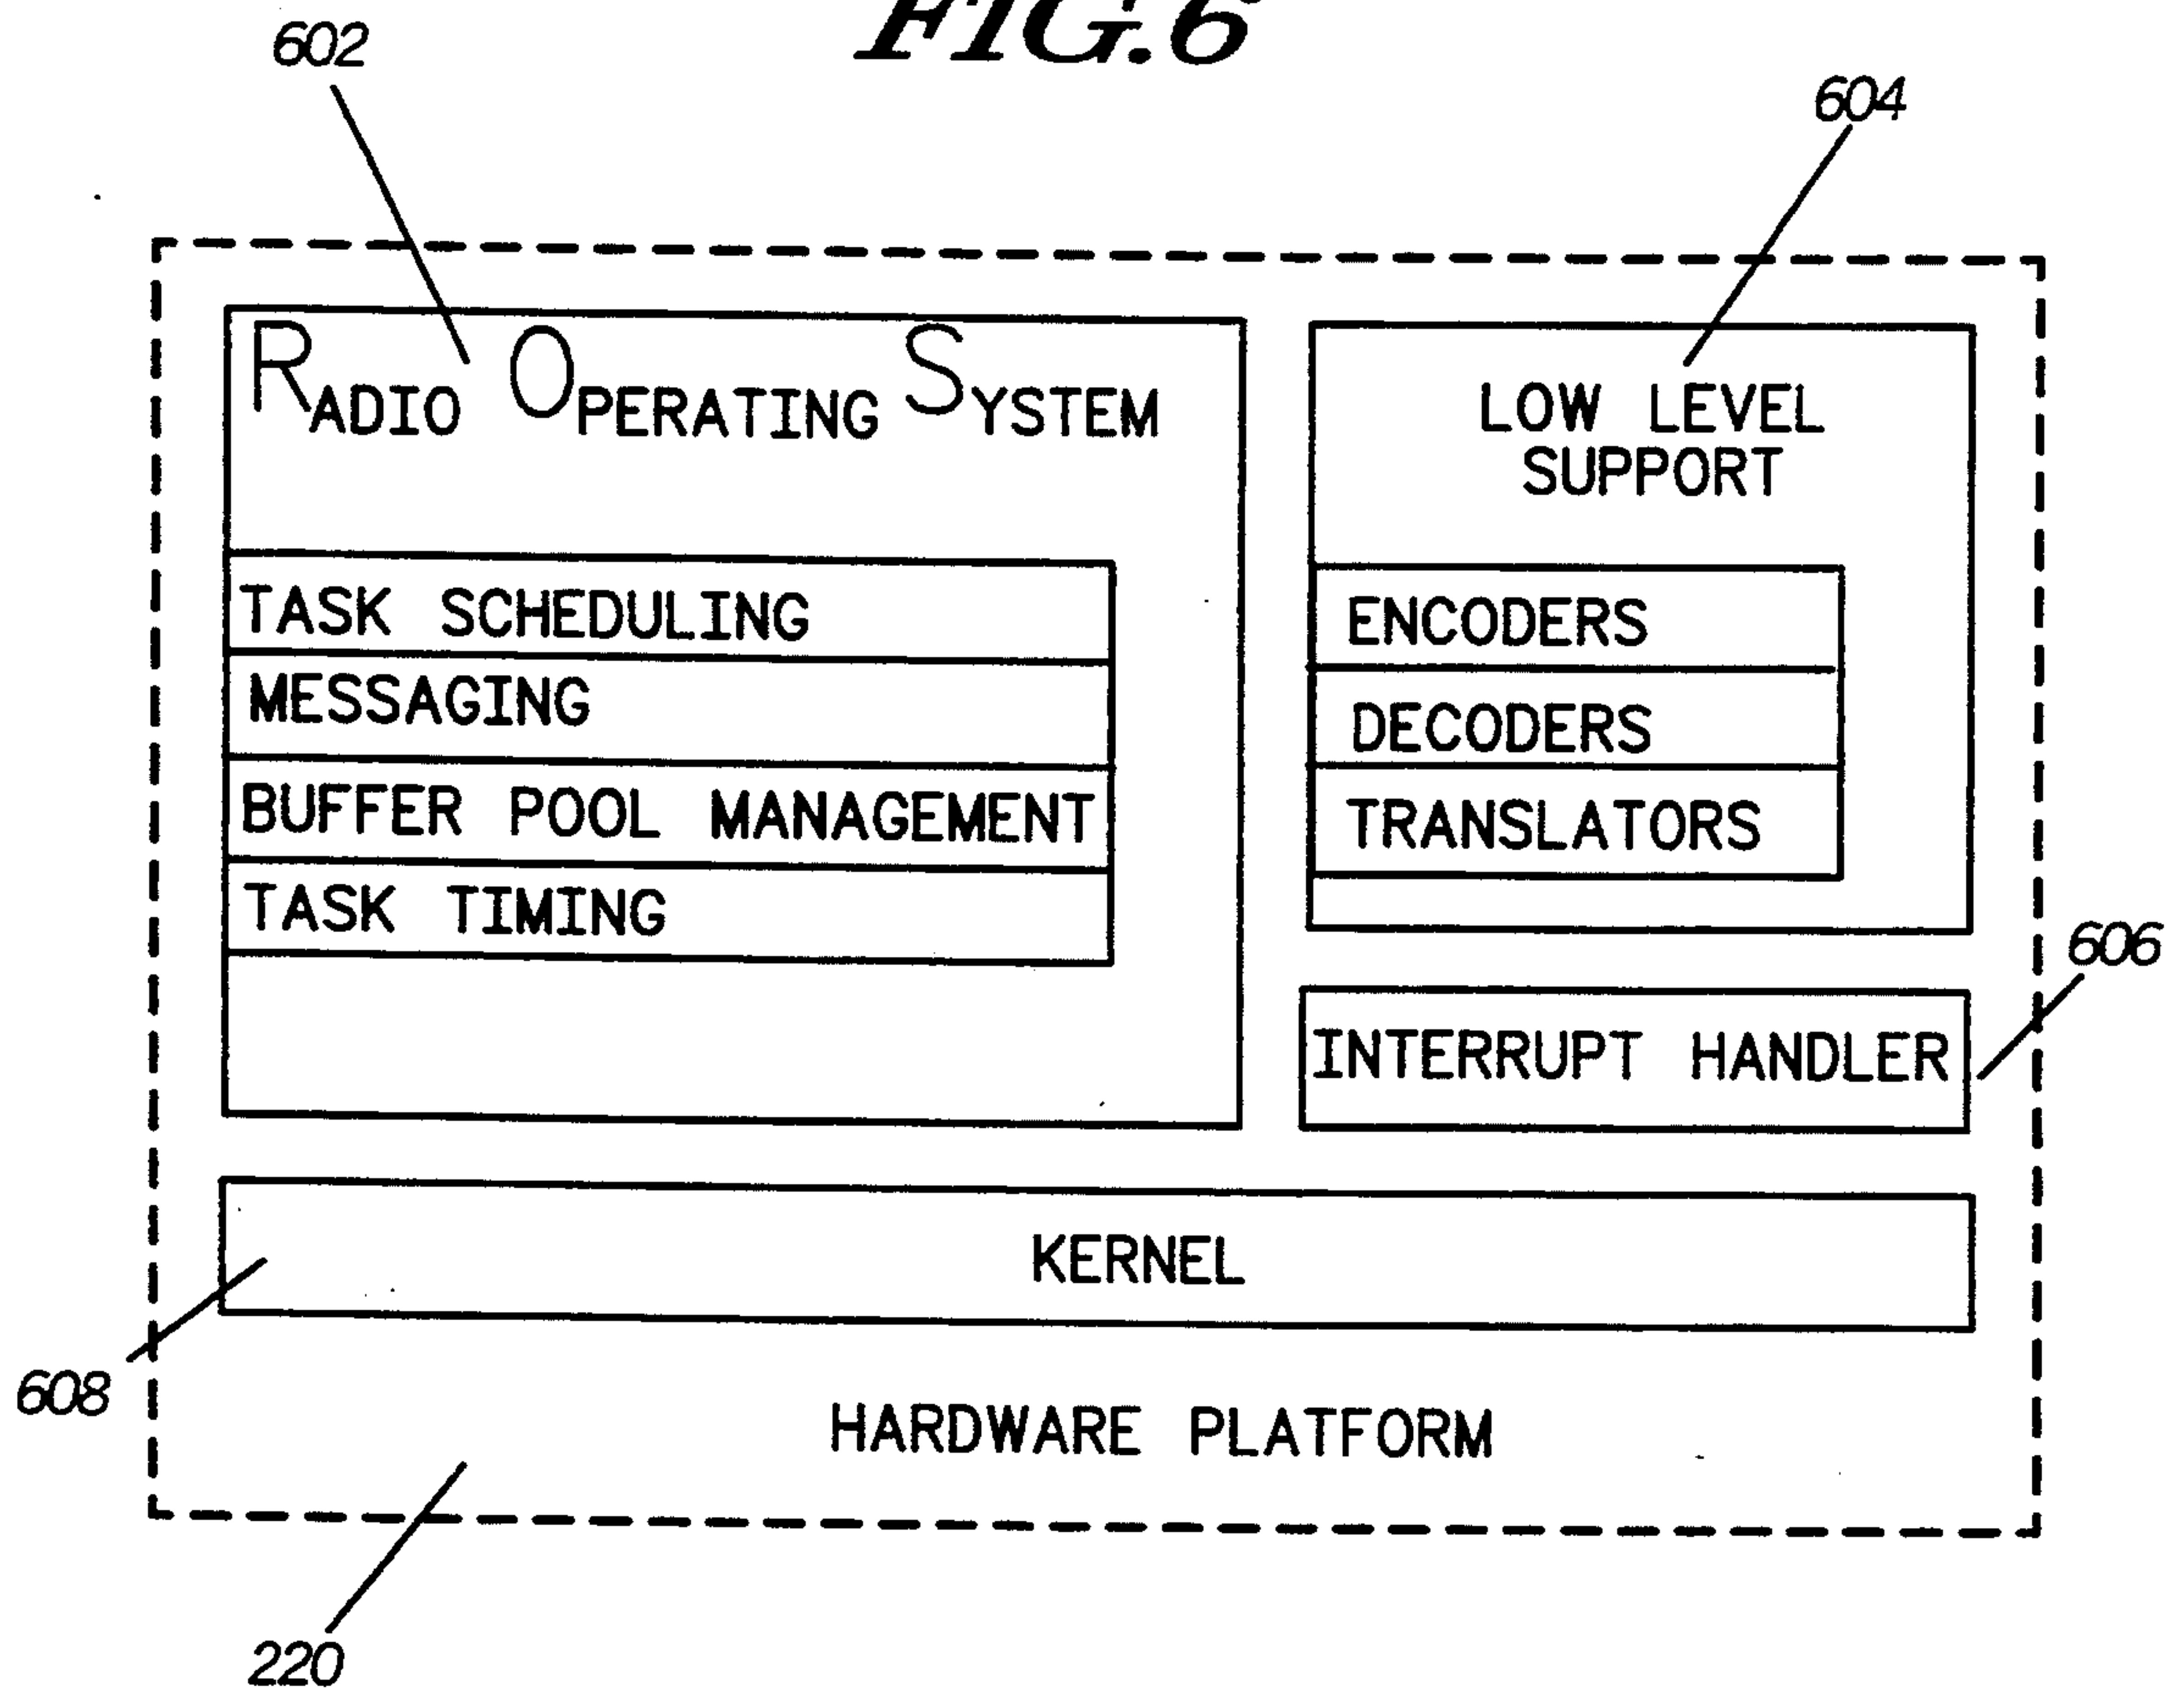 FIG.6
602
604
RADIO OPERATING SYSTEM
LOW LEVEL
SUPPORT
TASK SCHEDULING
MESSAGING
BUFFER POOL MANAGEMENT
TASK TIMING
ENCODERS
DECODERS
TRANSLATORS
606
INTERRUPT HANDLER
KERNEL
608
HARDWARE PLATFORM
220